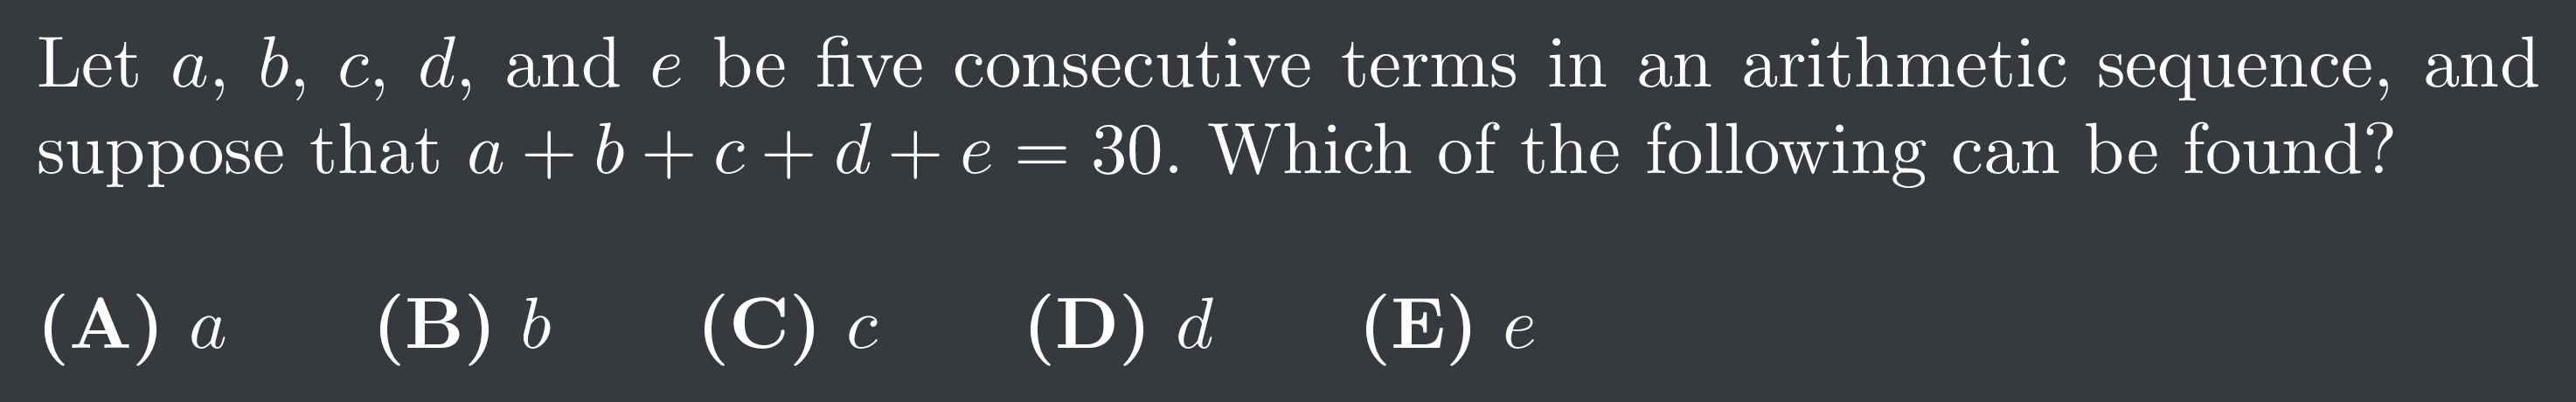 Let a, b, c, d, and e be five consecutive terms in an arithmetic sequence, and
suppose that a + b + c + d + e = 30. Which of the following can be found?
(A) a (B) b (C) c (D) d (E) e